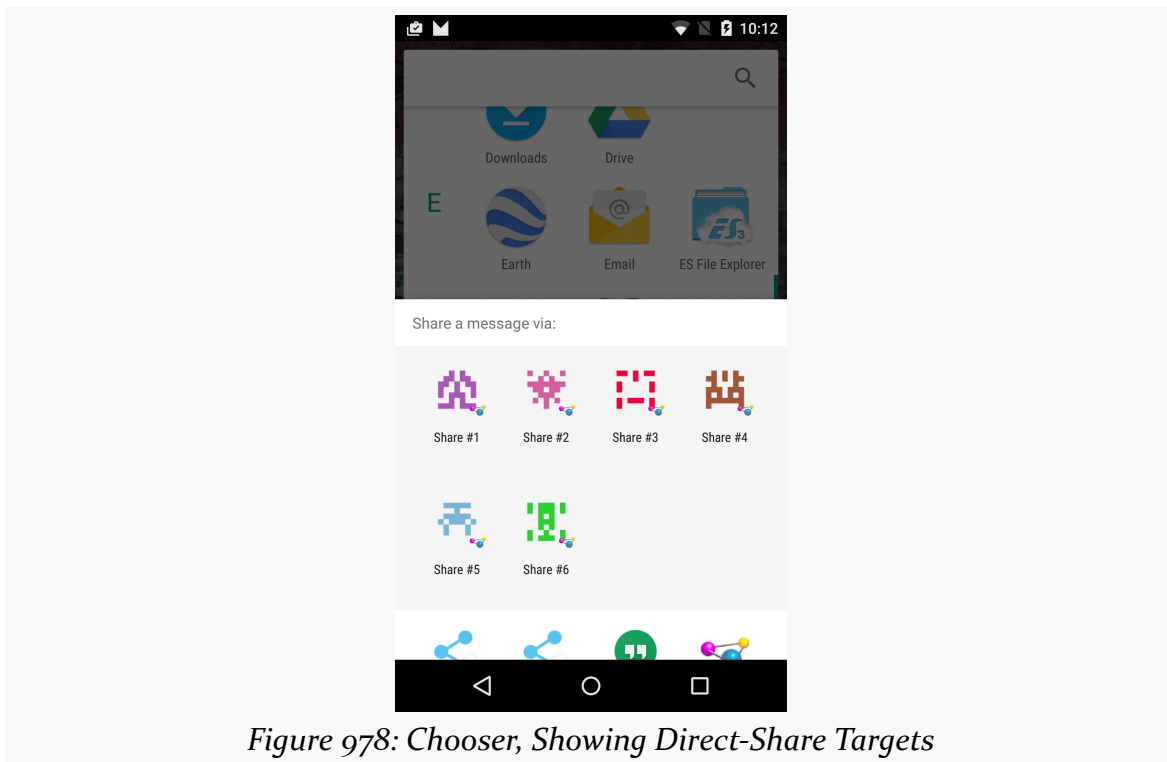 10:12
Downloads
Drive
E
@
Earth
Email
ES File Explorer
ES3
Share a message via:
Share #1
Share #2
Share #3
Share #4
Share #5
Share #6
Figure 978: Chooser, Showing Direct-Share Targets